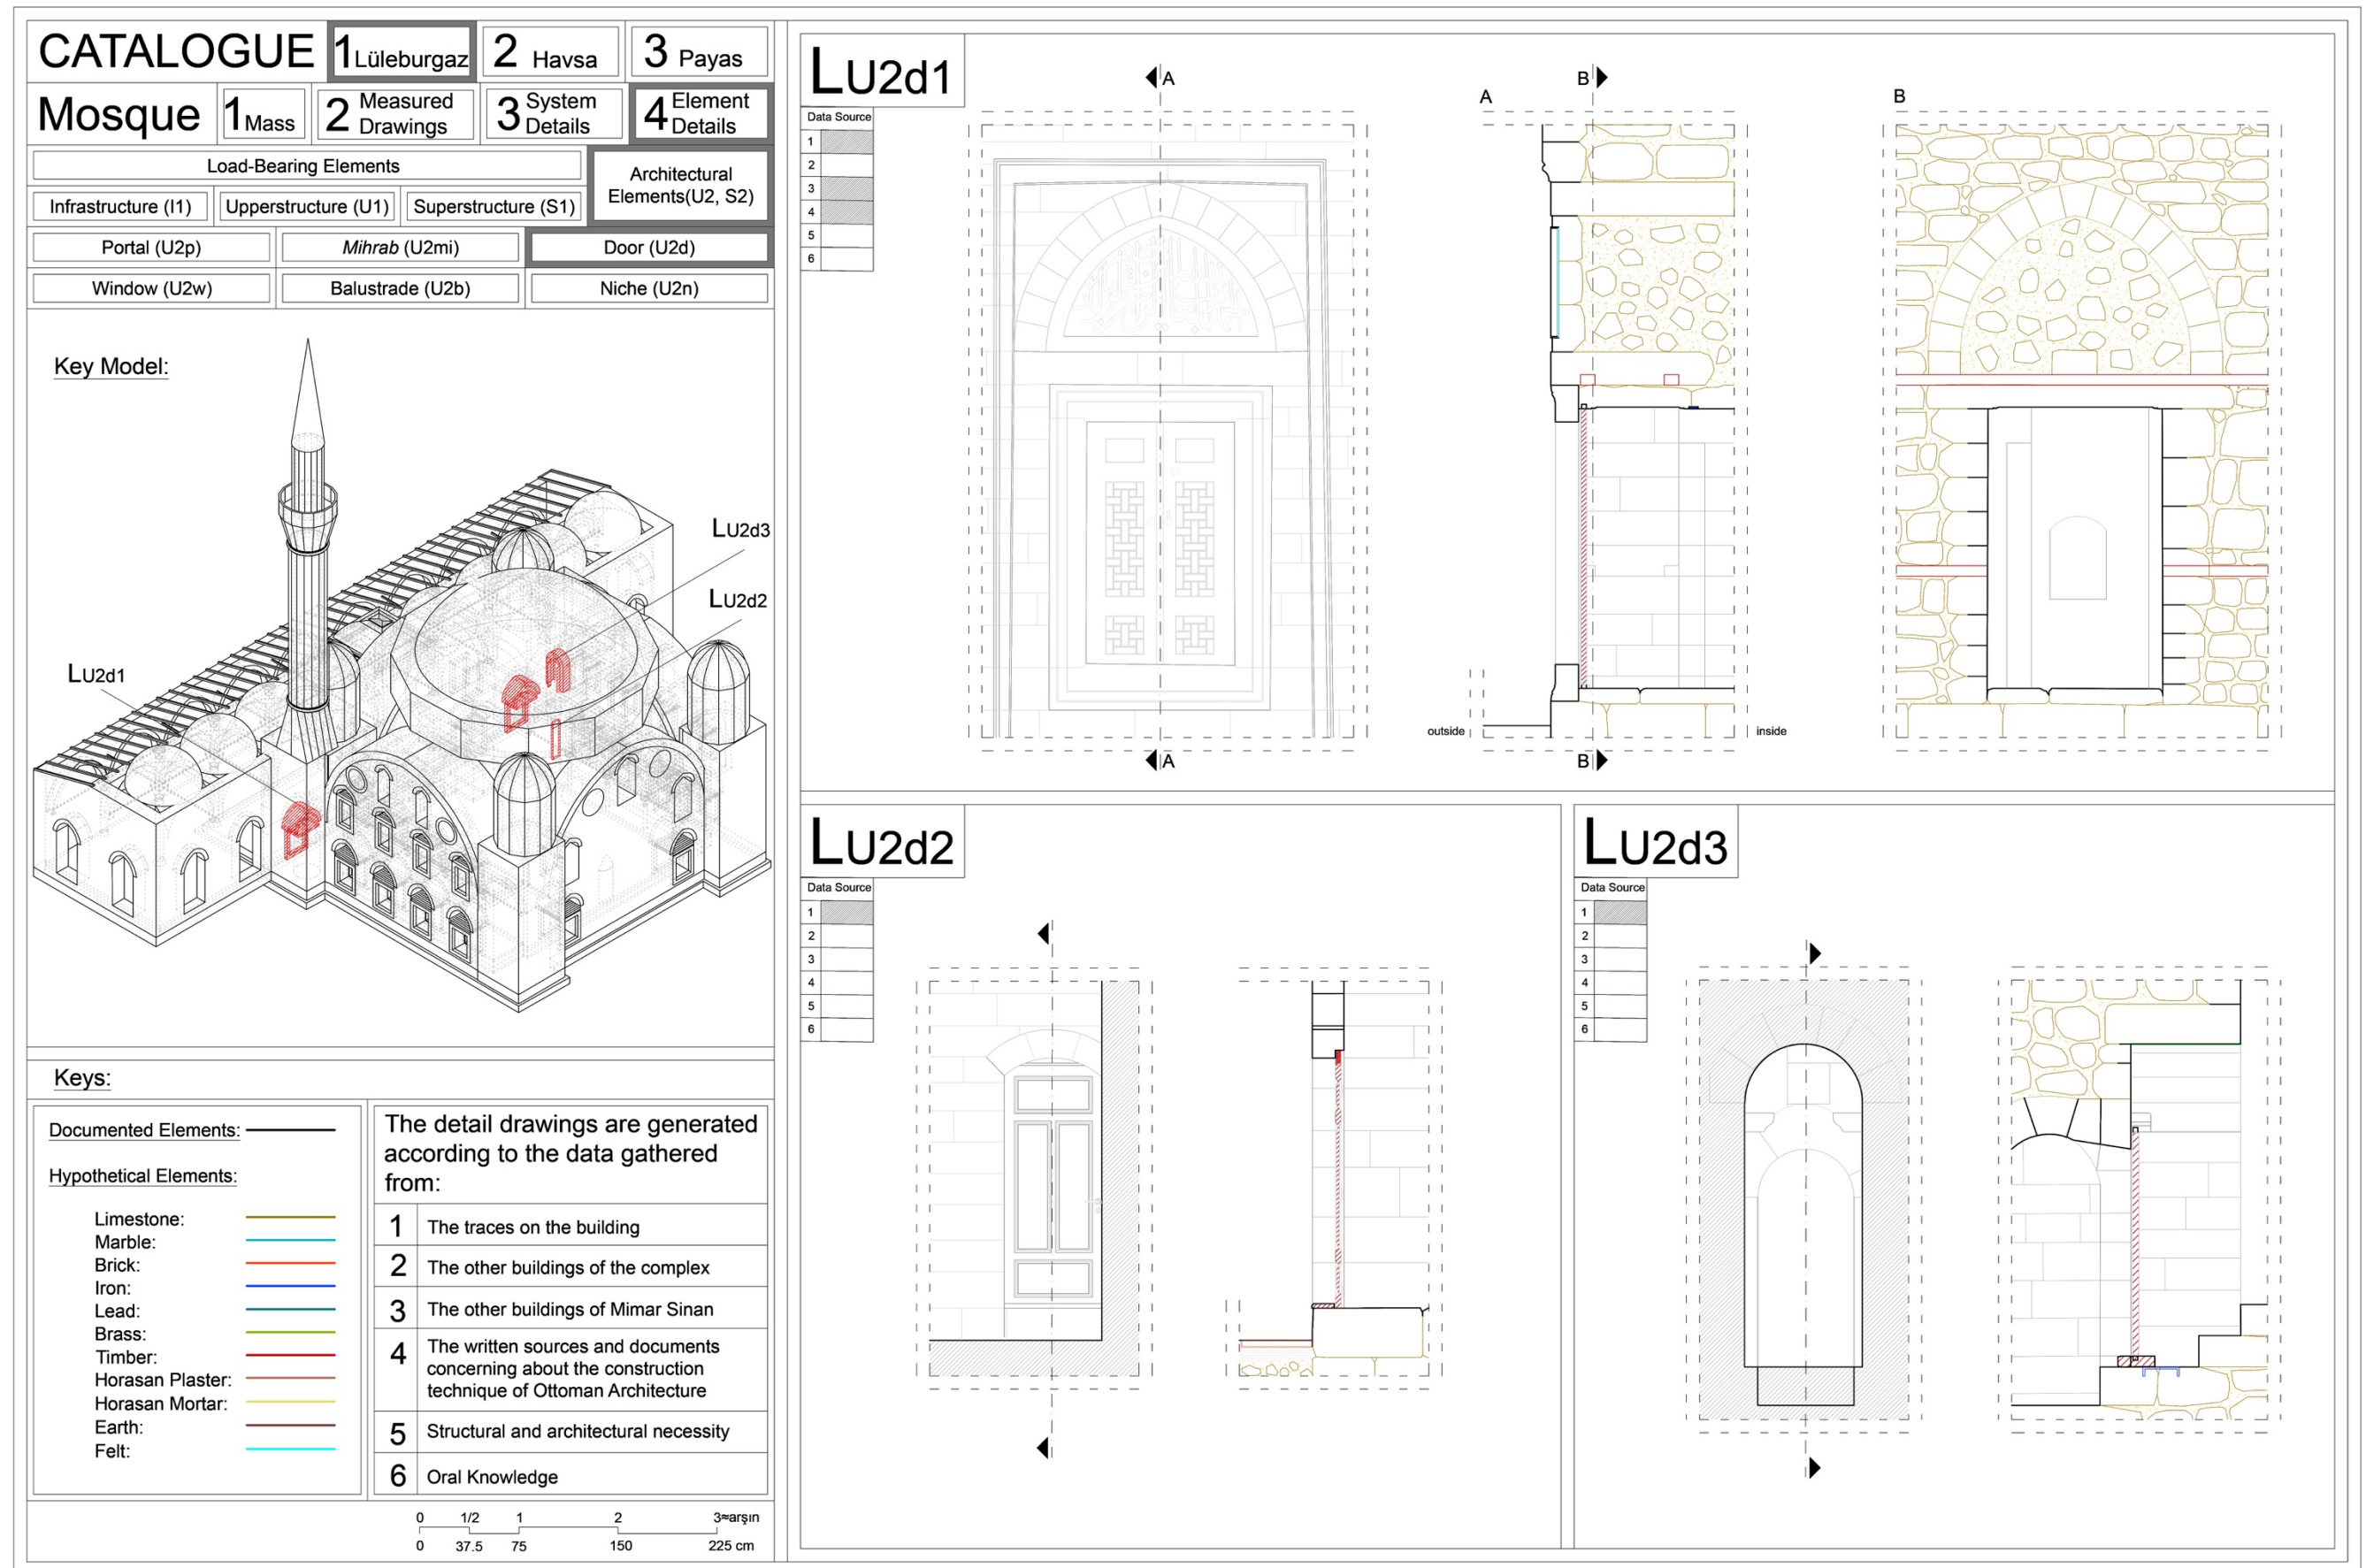 CATALOGUE 1 Lüleburgaz 2 Havsa 3 Payas
Mosque 1 Mass 2 Measured Drawings 3 System Details 4 Element Details
Load-Bearing Elements
Architectural
Elements(U2, S2)
Infrastructure (I1) Upperstructure (U1) Superstructure (S1)
Portal (U2p) Mihrab (U2mi) Door (U2d)
Window (U2w) Balustrade (U2b) Niche (U2n)
Key Model:
LU2d3
LU2d2
LU2d1
Keys:
Documented Elements:
Hypothetical Elements:
Limestone:
Marble:
Brick:
Iron:
Lead:
Brass:
Timber:
Horasan Plaster:
Horasan Mortar:
Earth:
Felt:
The detail drawings are generated
according to the data gathered
from:
1 The traces on the building
2 The other buildings of the complex
3 The other buildings of Mimar Sinan
4 The written sources and documents
concerning about the construction
technique of Ottoman Architecture
5 Structural and architectural necessity
6 Oral Knowledge
0 1/2 1 2 3≈arşın
0 37.5 75 150 225 cm
LU2d1
Data Source
1
2
3
4
5
6
A
A
A
B
B
B
outside
inside
LU2d2
Data Source
1
2
3
4
5
6
LU2d3
Data Source
1
2
3
4
5
6